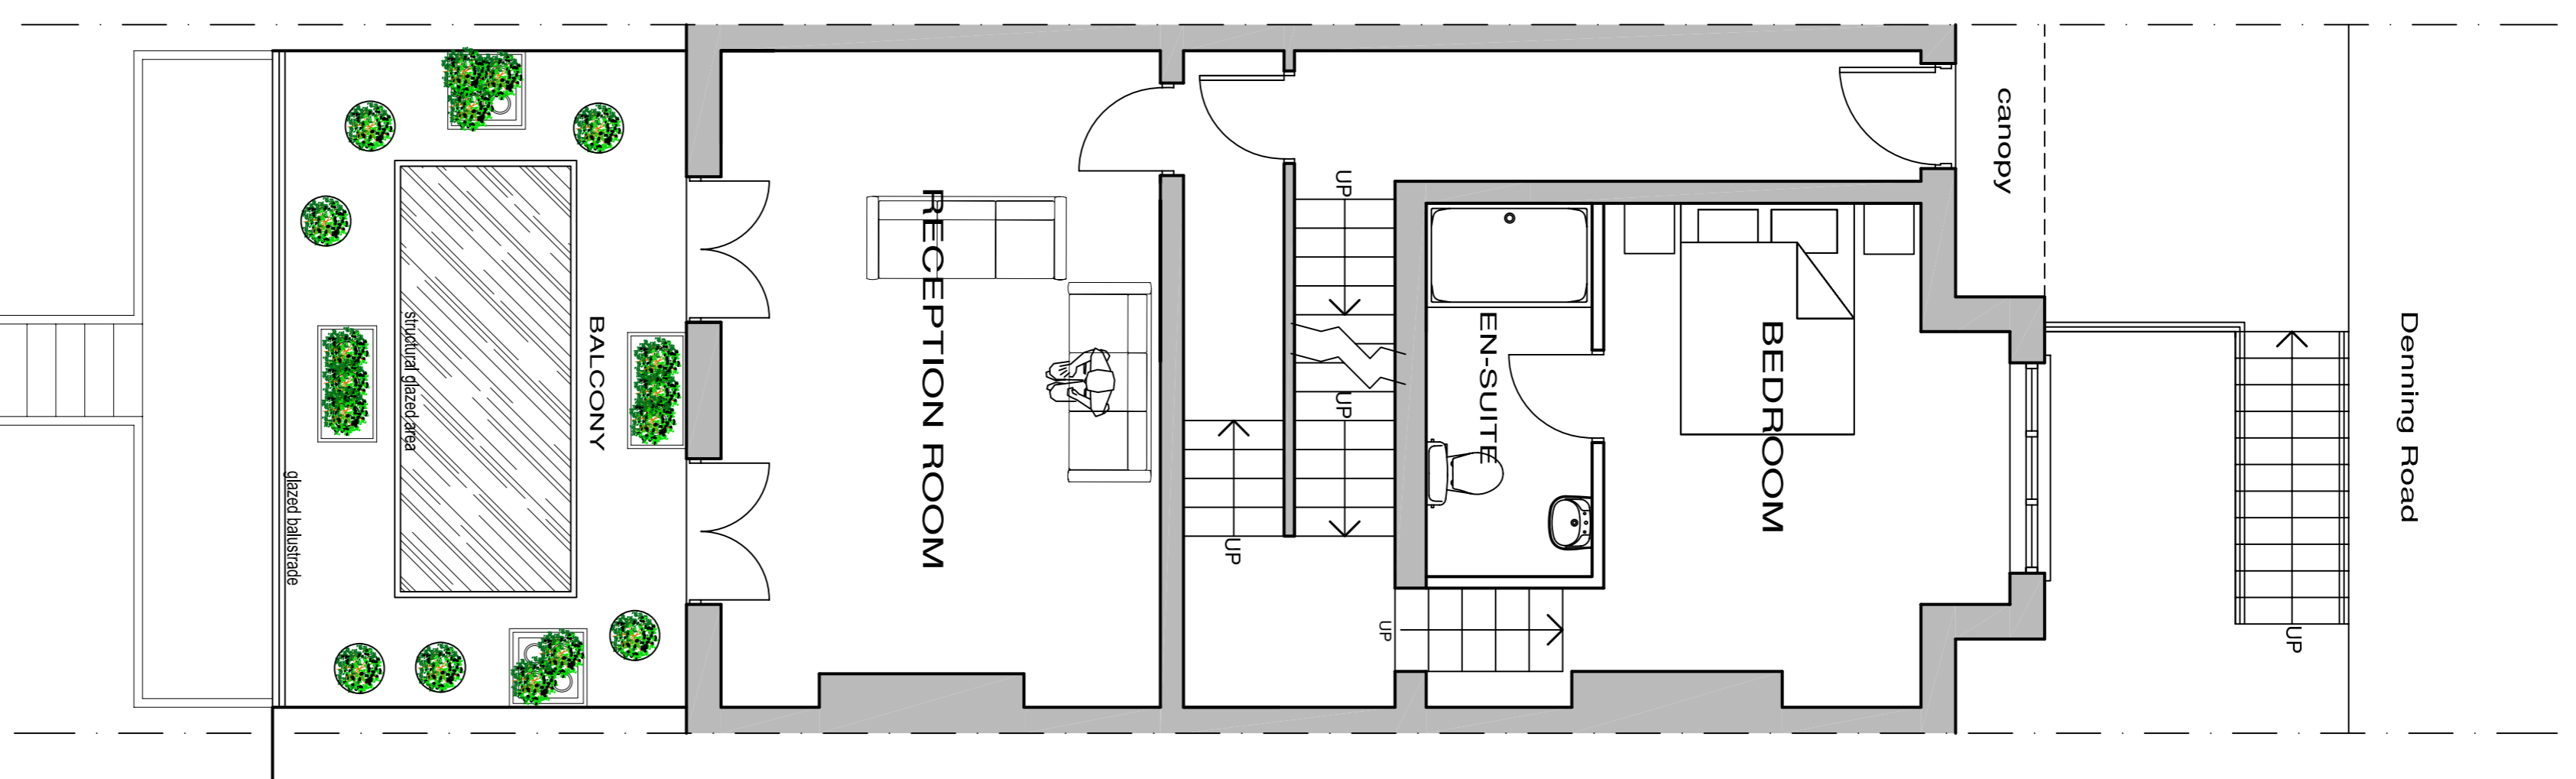 canopy
Denning Road
UP
UP
UP
UP
UP
BEDROOM
EN-SUITE
RECEPTION ROOM
BALCONY
structural glazed area
glazed balustrade